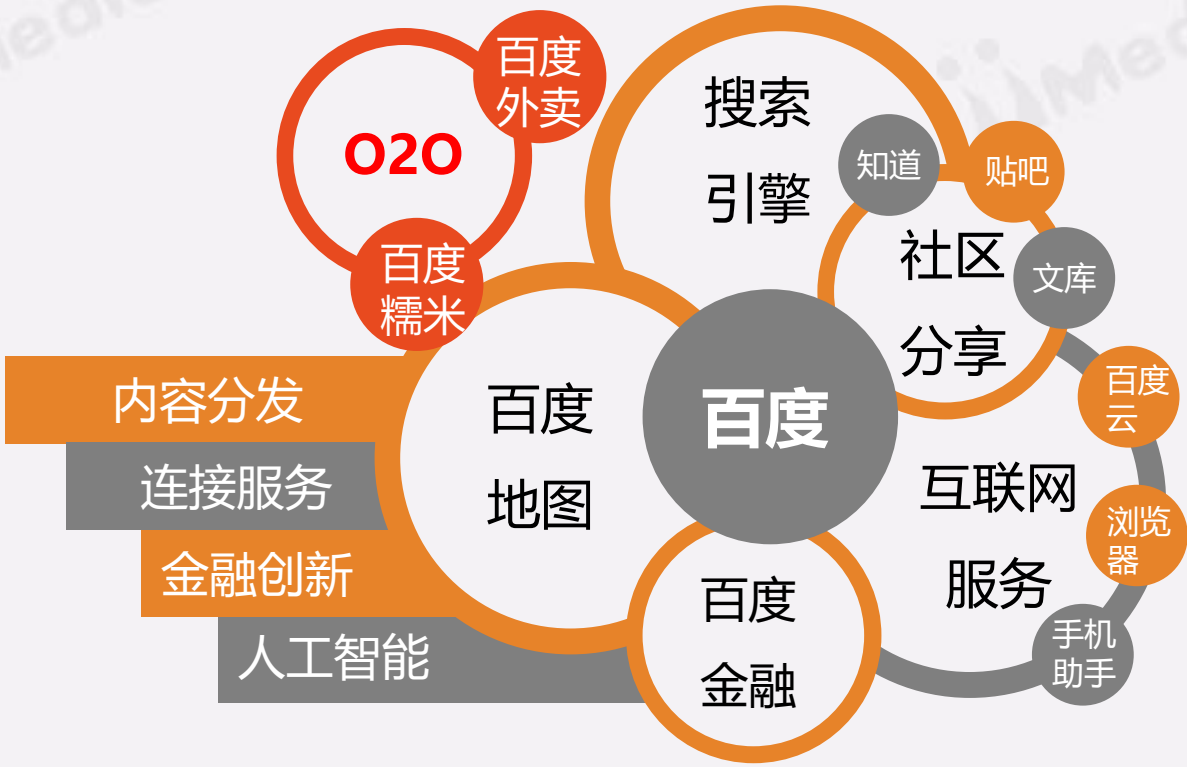 百度
外卖
O2O
百度
糯米
搜索
引擎
知道
贴吧
社区
分享
文库
百度
地图
百度
百度
云
互联网
服务
浏览
器
手机
助手
百度
金融
内容分发
连接服务
金融创新
人工智能